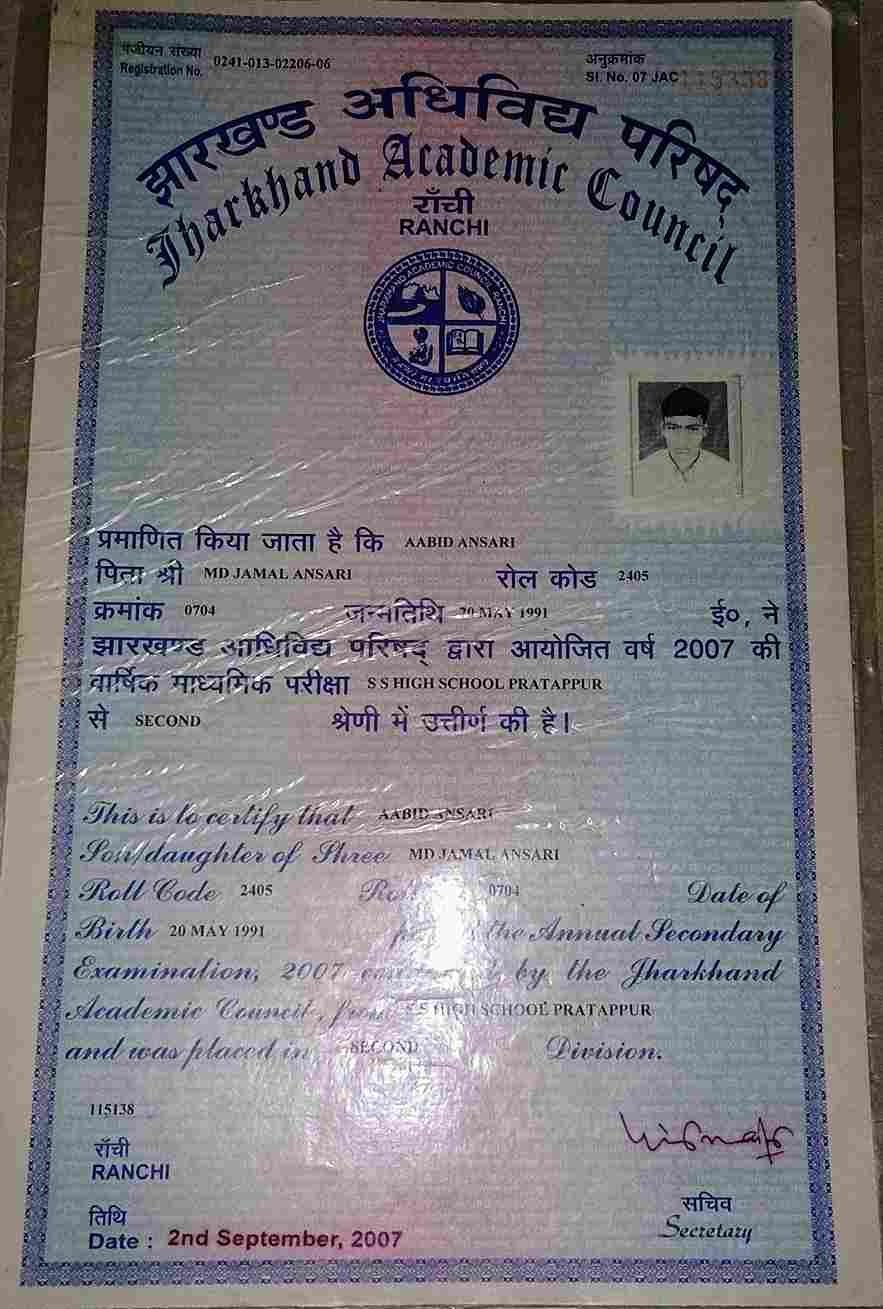 पंजीयन संख्या
Registration No. 0241-013-02206-06
अनुक्रमांक
Sl. No. 07 JAC
झारखण्ड अधिविद्य परिषद्
Jharkhand Academic Council
राँची
RANCHI
JHARKHAND ACADEMIC COUNCIL, RANCHI
प्रमाणित किया जाता है कि AABID ANSARI
पिता श्री MD JAMAL ANSARI रोल कोड 2405
क्रमांक 0704 जन्मतिथि 20 MAY 1991 ई०, ने
झारखण्ड अधिविद्य परिषद् द्वारा आयोजित वर्ष 2007 की
वार्षिक माध्यमिक परीक्षा S S HIGH SCHOOL PRATAPPUR
से SECOND श्रेणी में उत्तीर्ण की है।
This is to certify that AABID ANSARI
Son/daughter of Shree MD JAMAL ANSARI
Roll Code 2405 0704 Date of
Birth 20 MAY 1991 the Annual Secondary
Examination, 2007 by the Jharkhand
Academic Council, from S S HIGH SCHOOL PRATAPPUR
and was placed in SECOND Division.
115138
राँची
RANCHI
तिथि
Date : 2nd September, 2007
सचिव
Secretary